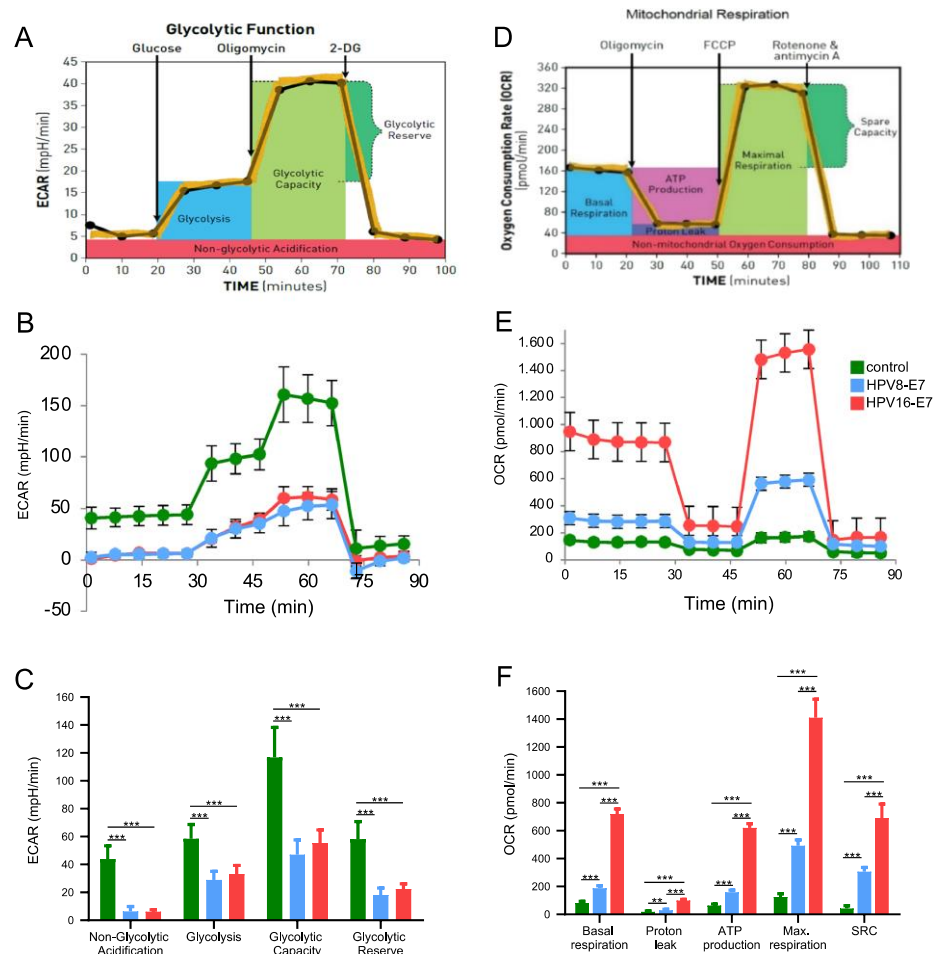 A
Glycolytic Function
Glucose
Oligomycin
2-DG
ECAR (mpH/min)
45
40
35
30
25
20
15
10
5
0
Glycolysis
Glycolytic
Capacity
Glycolytic
Reserve
Non-glycolytic Acidification
0 10 20 30 40 50 60 70 80 90 100
TIME (minutes)
D
Mitochondrial Respiration
Oligomycin
FCCP
Rotenone &
antimycin A
Oxygen Consumption Rate (OCR)
(pmol/min)
360
320
280
240
200
160
120
80
40
0
Basal
Respiration
ATP
Production
Proton Leak
Maximal
Respiration
Spare
Capacity
Non-mitochondrial Oxygen Consumption
0 10 20 30 40 50 60 70 80 90 100 110
TIME (minutes)
B
ECAR (mpH/min)
200
150
100
50
0
-50
0 15 30 45 60 75 90
Time (min)
E
OCR (pmol/min)
1.600
1.400
1.200
1.000
800
600
400
200
0
0 15 30 45 60 75 90
Time (min)
control
HPV8-E7
HPV16-E7
C
ECAR (mpH/min)
160
140
120
100
80
60
40
20
0
*** ***
*** ***
*** ***
*** ***
Non-Glycolytic
Acidification
Glycolysis
Glycolytic
Capacity
Glycolytic
Reserve
F
OCR (pmol/min)
1600
1400
1200
1000
800
600
400
200
0
*** *** ***
*** *** **
*** *** ***
*** *** ***
*** *** ***
Basal
respiration
Proton
leak
ATP
production
Max.
respiration
SRC